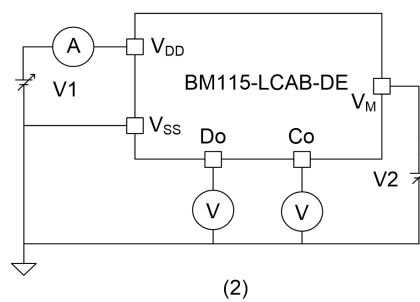 A
V1
VDD
BM115-LCAB-DE
VM
VSS
Do
Co
V2
V
V
(2)